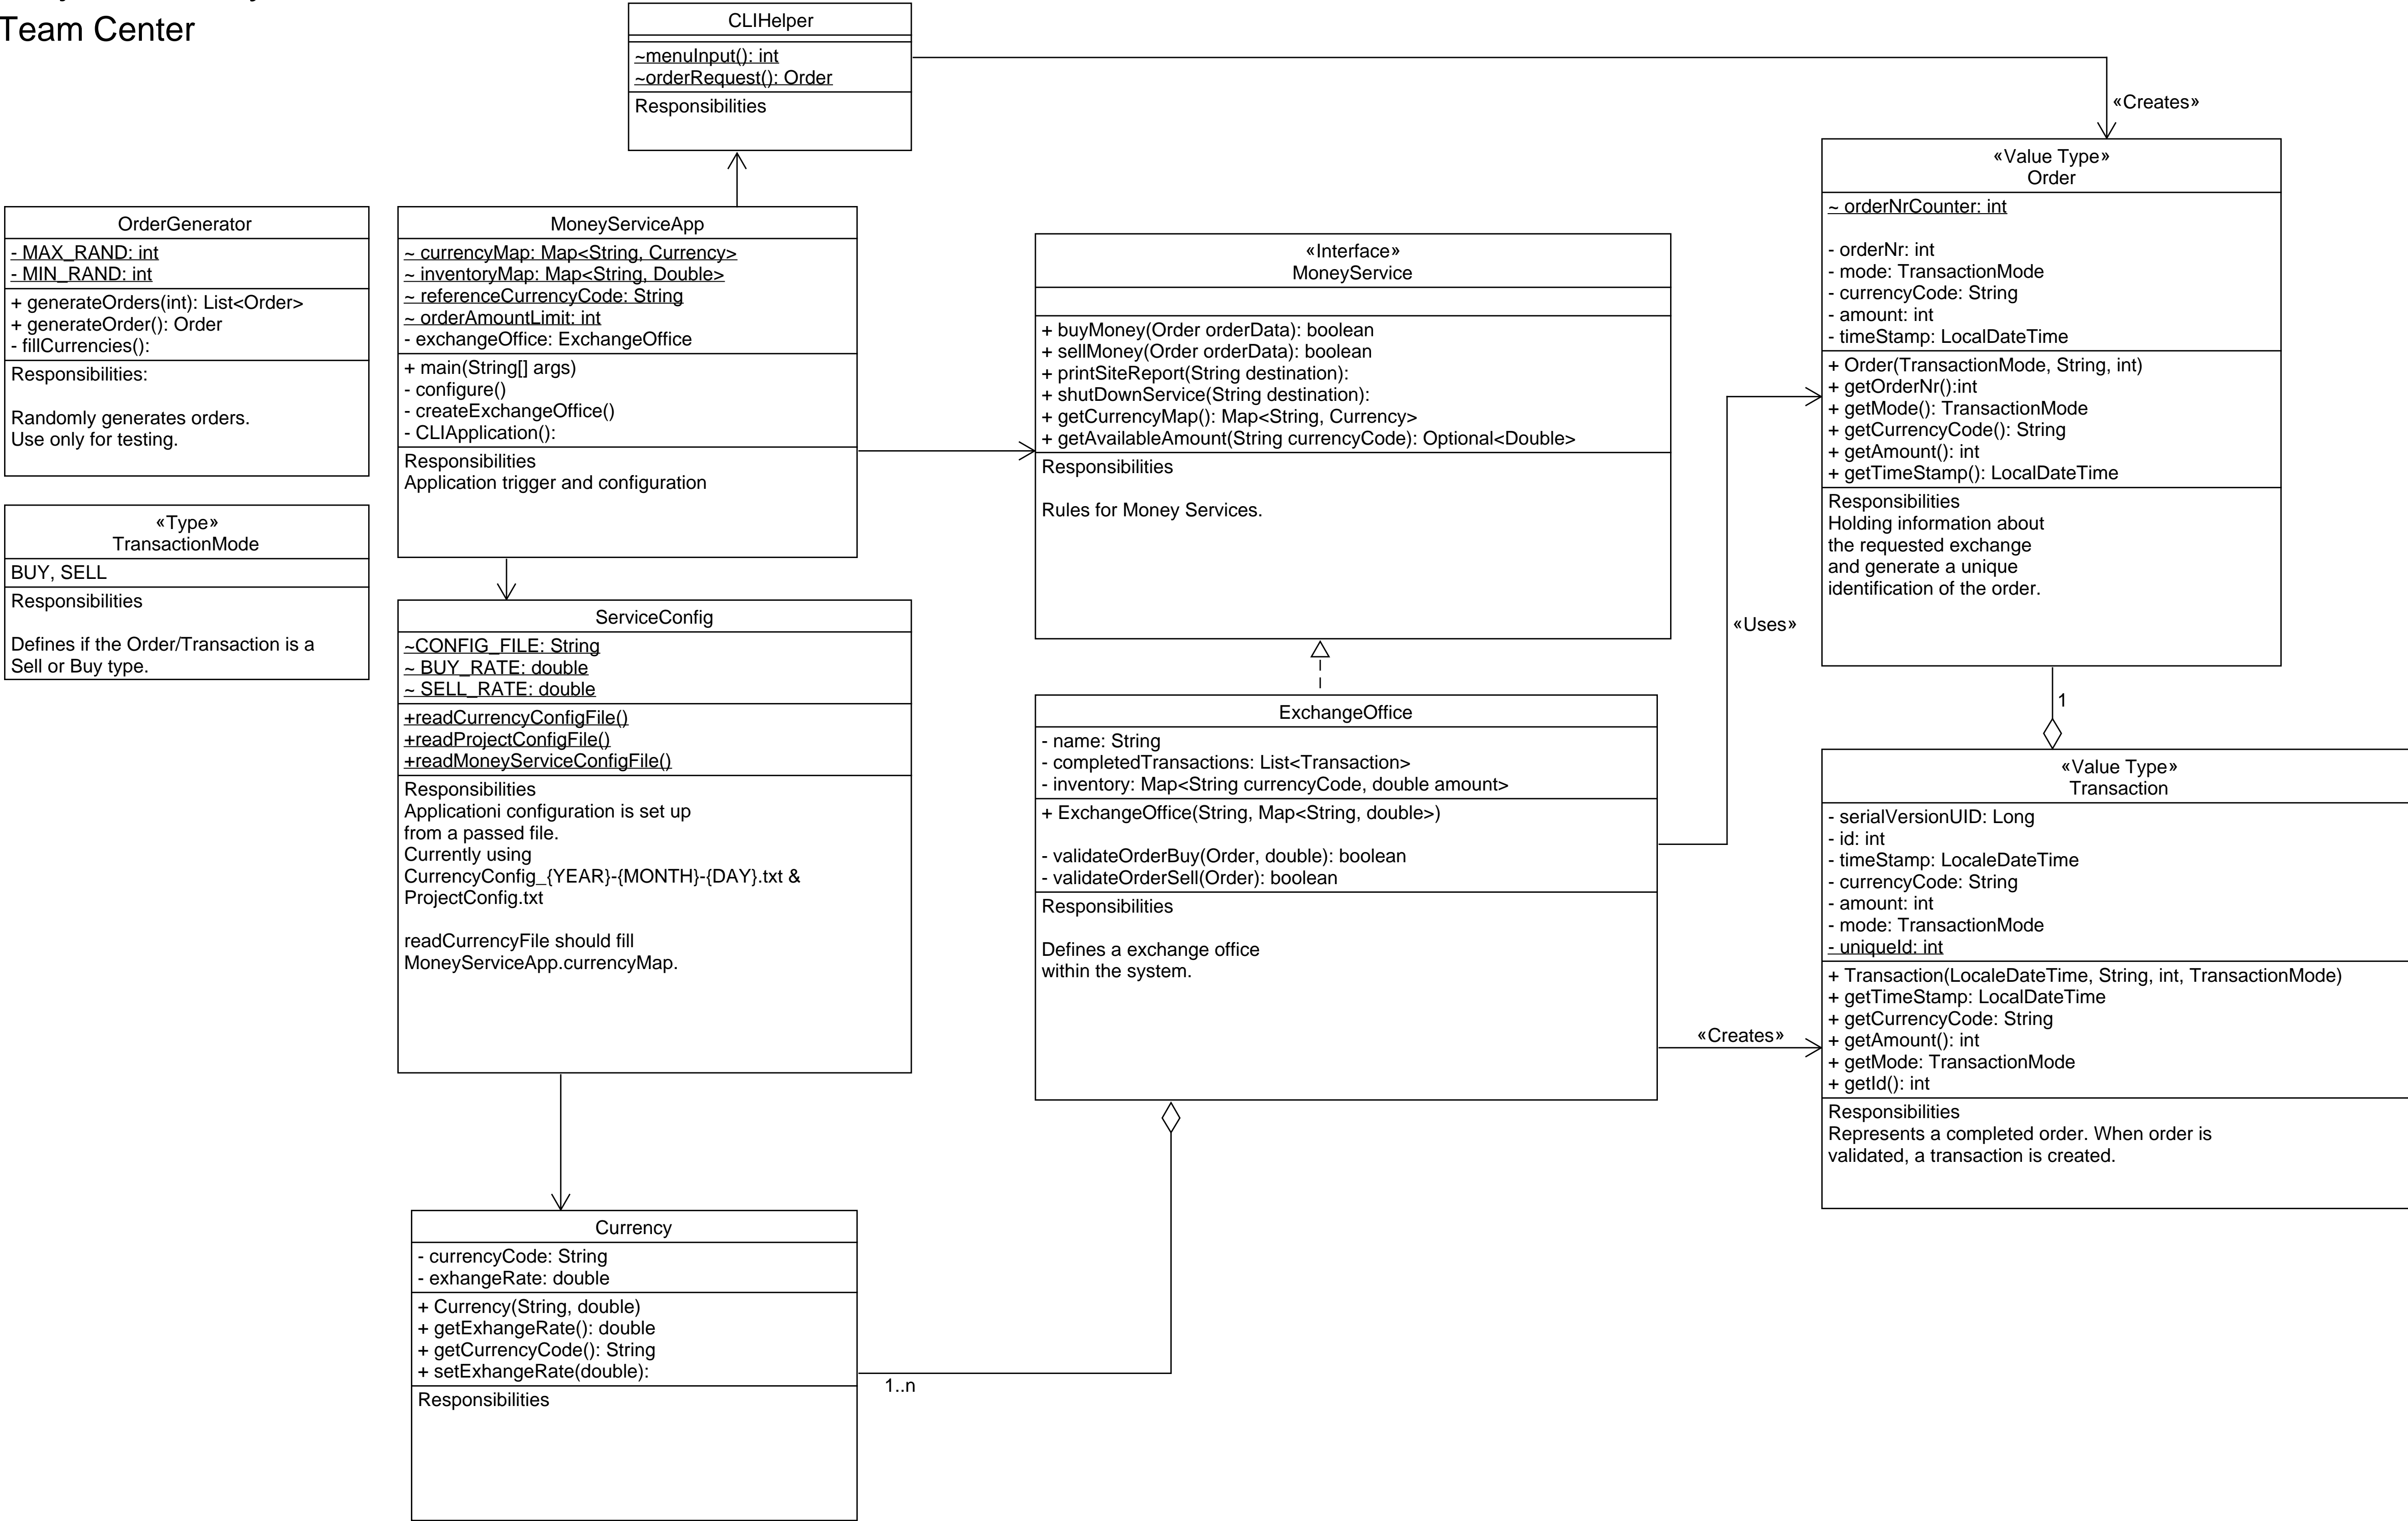 Team Center
CLIHelper
~menuInput(): int
~orderRequest(): Order
Responsibilities
«Creates»
OrderGenerator
- MAX_RAND: int
- MIN_RAND: int
+ generateOrders(int): List<Order>
+ generateOrder(): Order
- fillCurrencies():
Responsibilities:
Randomly generates orders.
Use only for testing.
«Type»
TransactionMode
BUY, SELL
Responsibilities
Defines if the Order/Transaction is a
Sell or Buy type.
MoneyServiceApp
~ currencyMap: Map<String, Currency>
~ inventoryMap: Map<String, Double>
~ referenceCurrencyCode: String
~ orderAmountLimit: int
- exchangeOffice: ExchangeOffice
+ main(String[] args)
- configure()
- createExchangeOffice()
- CLIApplication():
Responsibilities
Application trigger and configuration
ServiceConfig
~CONFIG_FILE: String
~ BUY_RATE: double
~ SELL_RATE: double
+readCurrencyConfigFile()
+readProjectConfigFile()
+readMoneyServiceConfigFile()
Responsibilities
Applicationi configuration is set up
from a passed file.
Currently using
CurrencyConfig_{YEAR}-{MONTH}-{DAY}.txt &
ProjectConfig.txt
readCurrencyFile should fill
MoneyServiceApp.currencyMap.
Currency
- currencyCode: String
- exhangeRate: double
+ Currency(String, double)
+ getExhangeRate(): double
+ getCurrencyCode(): String
+ setExhangeRate(double):
Responsibilities
1..n
«Interface»
MoneyService
+ buyMoney(Order orderData): boolean
+ sellMoney(Order orderData): boolean
+ printSiteReport(String destination):
+ shutDownService(String destination):
+ getCurrencyMap(): Map<String, Currency>
+ getAvailableAmount(String currencyCode): Optional<Double>
Responsibilities
Rules for Money Services.
ExchangeOffice
- name: String
- completedTransactions: List<Transaction>
- inventory: Map<String currencyCode, double amount>
+ ExchangeOffice(String, Map<String, double>)
- validateOrderBuy(Order, double): boolean
- validateOrderSell(Order): boolean
Responsibilities
Defines a exchange office
within the system.
«Uses»
«Creates»
«Value Type»
Order
~ orderNrCounter: int
- orderNr: int
- mode: TransactionMode
- currencyCode: String
- amount: int
- timeStamp: LocalDateTime
+ Order(TransactionMode, String, int)
+ getOrderNr():int
+ getMode(): TransactionMode
+ getCurrencyCode(): String
+ getAmount(): int
+ getTimeStamp(): LocalDateTime
Responsibilities
Holding information about
the requested exchange
and generate a unique
identification of the order.
1
«Value Type»
Transaction
- serialVersionUID: Long
- id: int
- timeStamp: LocaleDateTime
- currencyCode: String
- amount: int
- mode: TransactionMode
- uniqueId: int
+ Transaction(LocaleDateTime, String, int, TransactionMode)
+ getTimeStamp: LocalDateTime
+ getCurrencyCode: String
+ getAmount(): int
+ getMode: TransactionMode
+ getId(): int
Responsibilities
Represents a completed order. When order is
validated, a transaction is created.